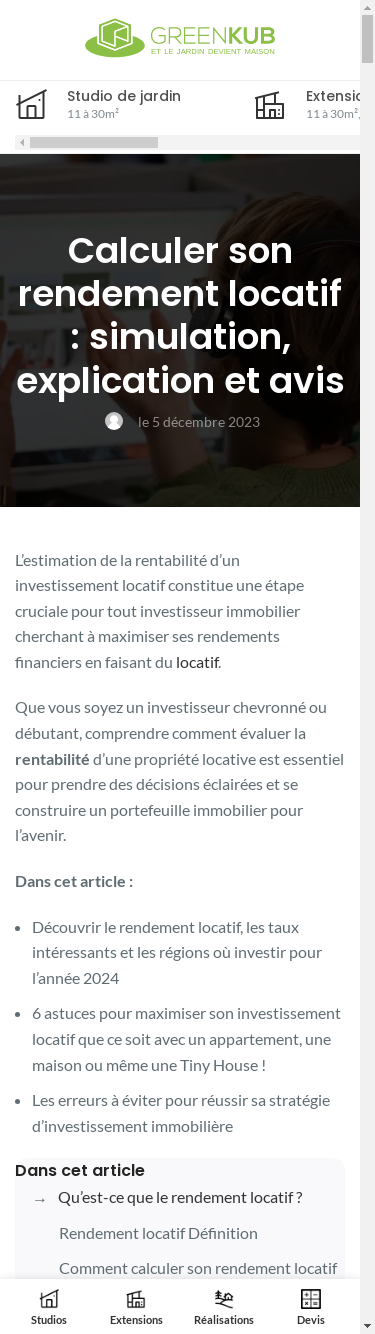 GREENKUB
ET LE JARDIN DEVIENT MAISON
Studio de jardin
11 à 30m²
11 à 30m²,
Calculer son
rendement locatif
: simulation,
explication et avis
le 5 décembre 2023
L’estimation de la rentabilité d’un
investissement locatif constitue une étape
cruciale pour tout investisseur immobilier
cherchant à maximiser ses rendements
financiers en faisant du locatif.
Que vous soyez un investisseur chevronné ou
débutant, comprendre comment évaluer la
rentabilité d’une propriété locative est essentiel
pour prendre des décisions éclairées et se
construire un portefeuille immobilier pour
l’avenir.
Dans cet article :
• Découvrir le rendement locatif, les taux
intéressants et les régions où investir pour
l’année 2024
• 6 astuces pour maximiser son investissement
locatif que ce soit avec un appartement, une
maison ou même une Tiny House !
• Les erreurs à éviter pour réussir sa stratégie
d’investissement immobilière
Dans cet article
→ Qu’est-ce que le rendement locatif ?
Rendement locatif Définition
Comment calculer son rendement locatif
Studios
Extensions
Réalisations
Devis